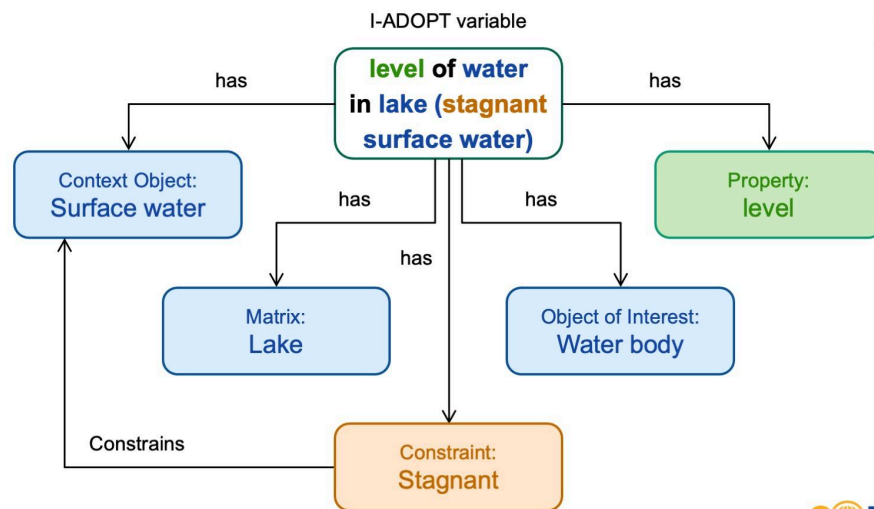 I-ADOPT variable
level of water
in lake (stagnant
surface water)
has
has
Context Object:
Surface water
Property:
level
has
has
has
Matrix:
Lake
Object of Interest:
Water body
Constrains
Constraint:
Stagnant